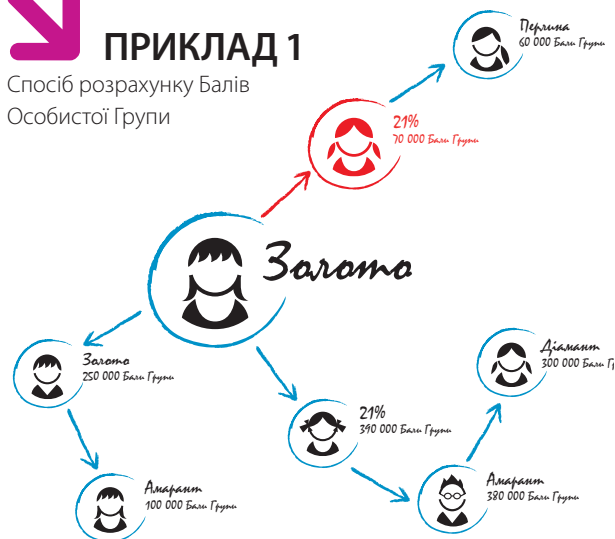 ПРИКЛАД 1
Спосіб розрахунку Балів
Особистої Групи
Перлина
60 000 Бали Групи
21%
70 000 Бали Групи
Золото
Золото
250 000 Бали Групи
Діамант
300 000 Бали Гр
21%
390 000 Бали Групи
Амарант
100 000 Бали Групи
Амарант
380 000 Бали Групи